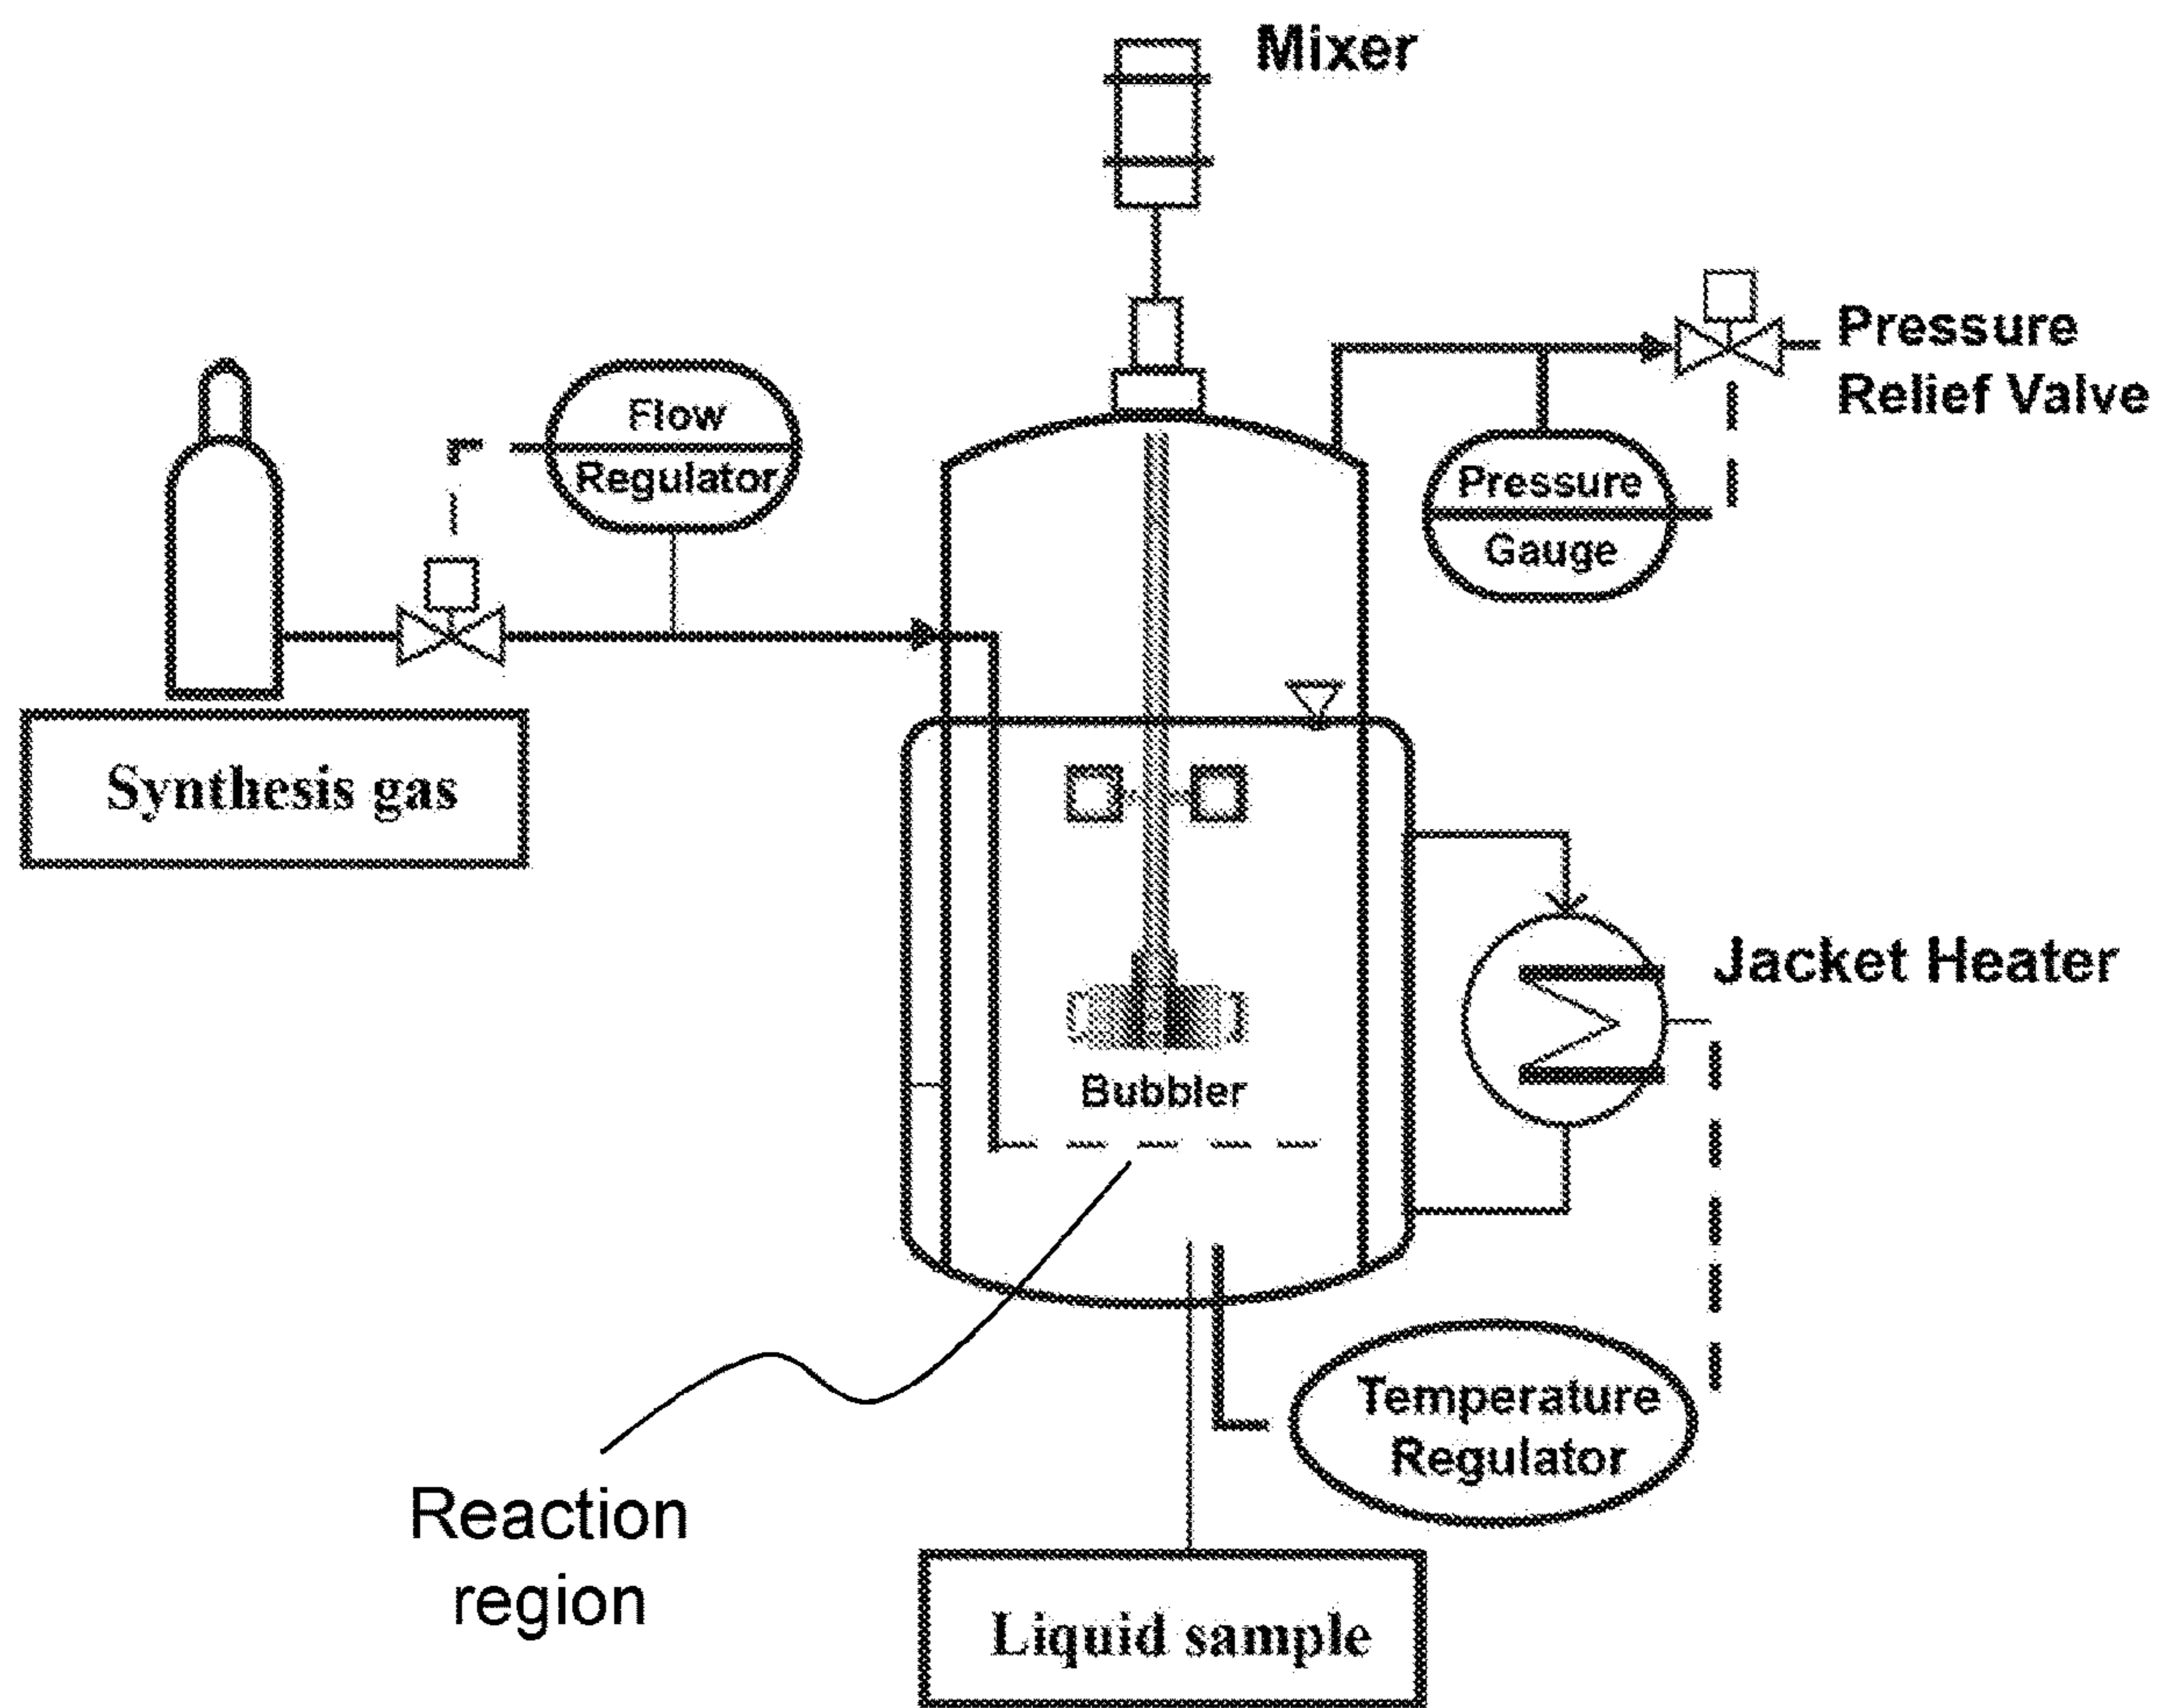 Mixer
Pressure
Relief Valve
Flow
Regulator
Pressure
Gauge
Synthesis gas
Jacket Heater
Bubbler
Temperature
Regulator
Reaction
region
Liquid sample